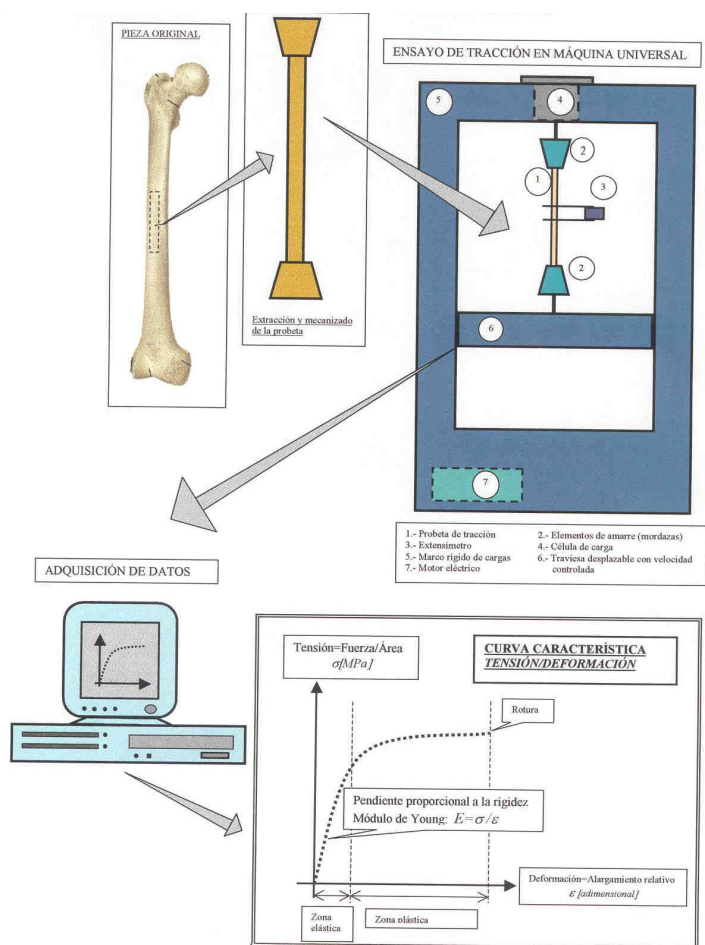 PIEZA ORIGINAL
Extracción y mecanizado
de la probeta
ENSAYO DE TRACCIÓN EN MÁQUINA UNIVERSAL
5
4
2
1
3
2
6
7
1.- Probeta de tracción
2.- Elementos de amarre (mordazas)
3.- Extensímetro
4.- Célula de carga
5.- Marco rígido de cargas
6.- Traviesa desplazable con velocidad
controlada
7.- Motor eléctrico
ADQUISICIÓN DE DATOS
Tensión=Fuerza/Área
σ[MPa]
CURVA CARACTERÍSTICA
TENSIÓN/DEFORMACIÓN
Rotura
Pendiente proporcional a la rigidez
Módulo de Young: E=σ/ε
Deformación=Alargamiento relativo
ε [adimensional]
Zona
elástica
Zona plástica